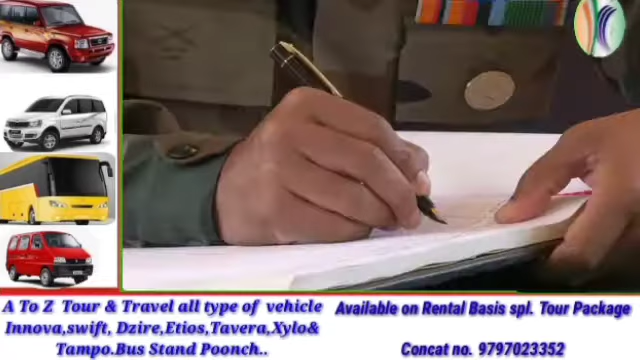 A To Z Tour & Travel all type of vehicle
Innova,swift, Dzire,Etios,Tavera,Xylo&
Tampo.Bus Stand Poonch..
Available on Rental Basis spl. Tour Package
Concat no. 9797023352